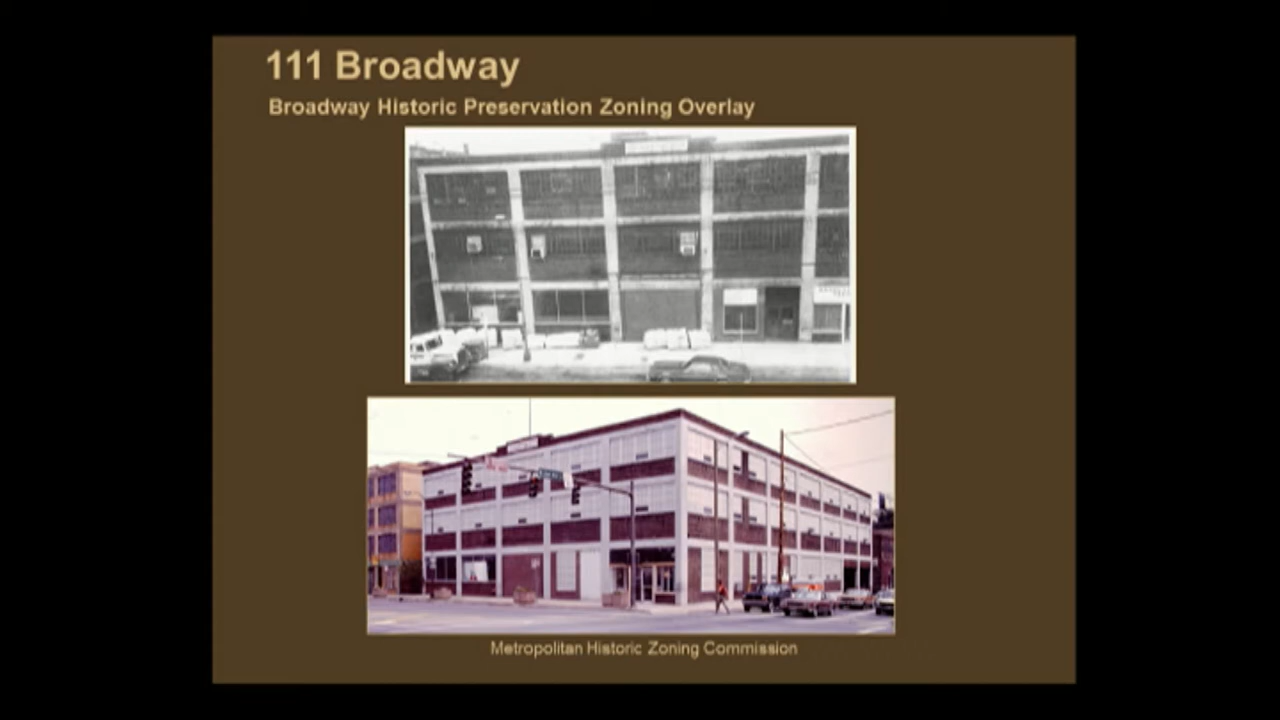 111 Broadway
Broadway Historic Preservation Zoning Overlay
Metropolitan Historic Zoning Commission